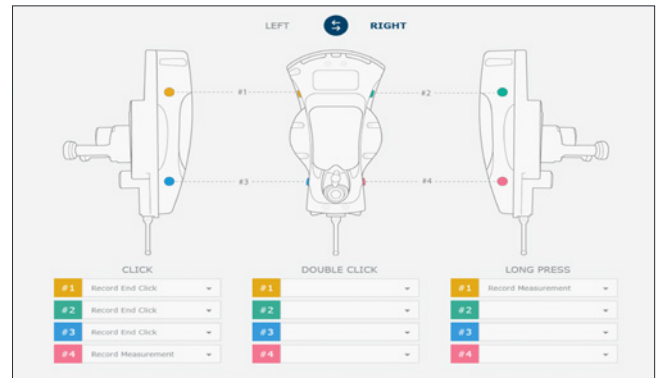 LEFT RIGHT
#1 #2
#3 #4
CLICK DOUBLE CLICK LONG PRESS
#1 Record End Click #1 #1 Record Measurement
#2 Record End Click #2 #2
#3 Record End Click #3 #3
#4 Record Measurement #4 #4